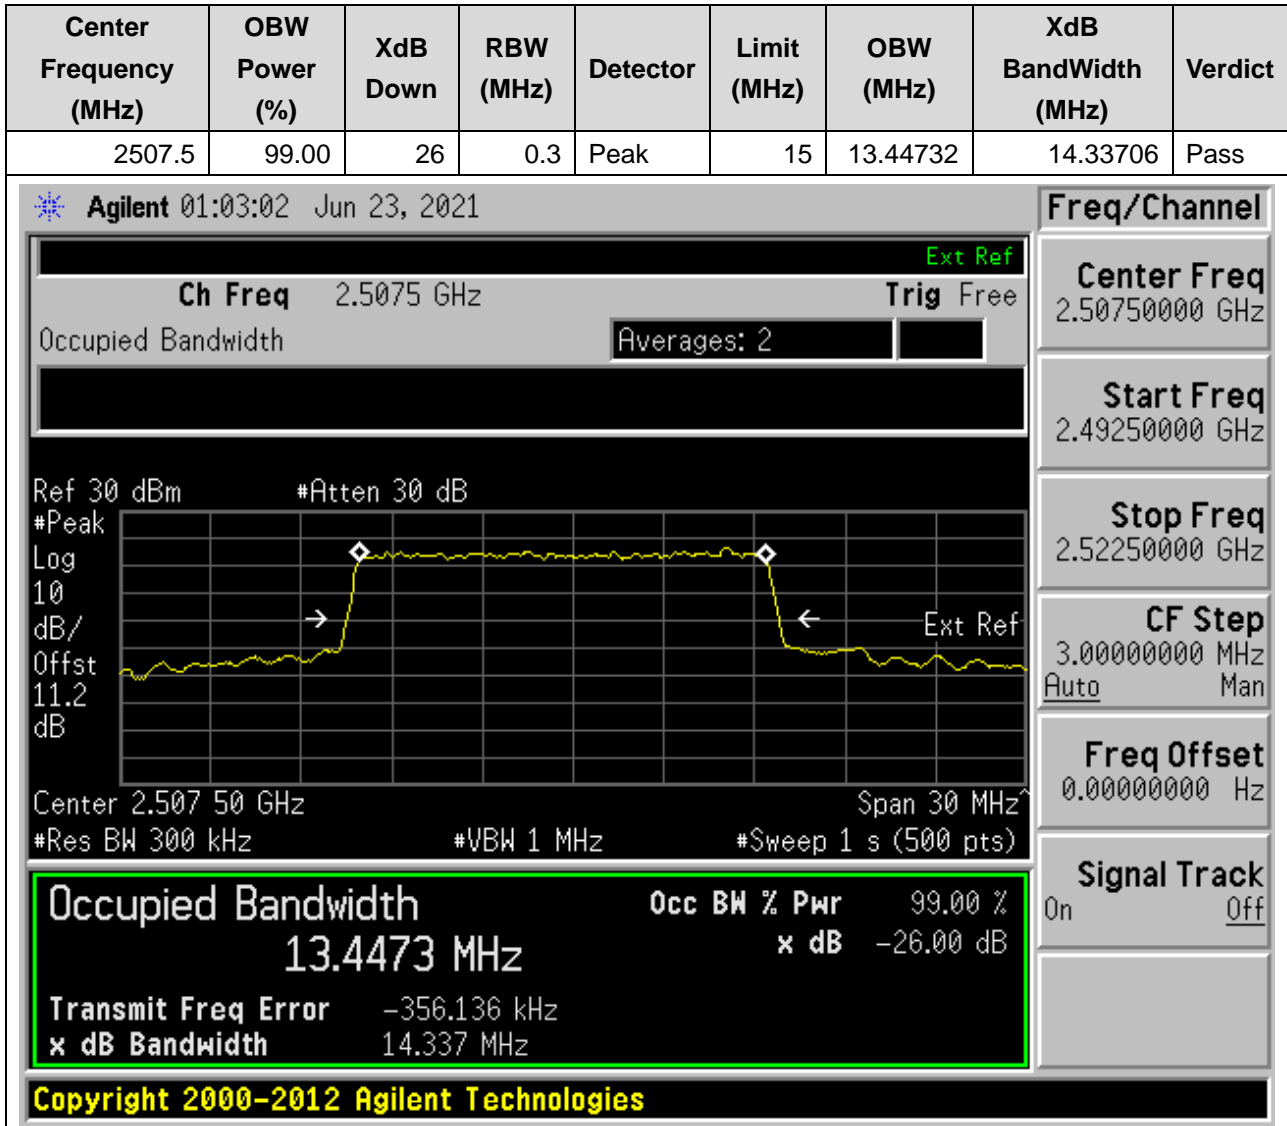 Center Frequency (MHz) OBW Power (%) XdB Down RBW (MHz) Detector Limit (MHz) OBW (MHz) XdB BandWidth (MHz) Verdict
2507.5 99.00 26 0.3 Peak 15 13.44732 14.33706 Pass
Agilent 01:03:02 Jun 23, 2021
Freq/Channel
Ext Ref
Ch Freq 2.5075 GHz Trig Free
Occupied Bandwidth Averages: 2
Ref 30 dBm #Atten 30 dB
#Peak
Log
10
dB/
Offst
11.2
dB
Ext Ref
Center 2.507 50 GHz Span 30 MHz^
#Res BW 300 kHz #VBW 1 MHz #Sweep 1 s (500 pts)
Occupied Bandwidth
13.4473 MHz
Occ BW % Pwr 99.00 %
x dB -26.00 dB
Transmit Freq Error -356.136 kHz
x dB Bandwidth 14.337 MHz
Center Freq
2.50750000 GHz
Start Freq
2.49250000 GHz
Stop Freq
2.52250000 GHz
CF Step
3.00000000 MHz
Auto Man
Freq Offset
0.00000000 Hz
Signal Track
On Off
Copyright 2000-2012 Agilent Technologies